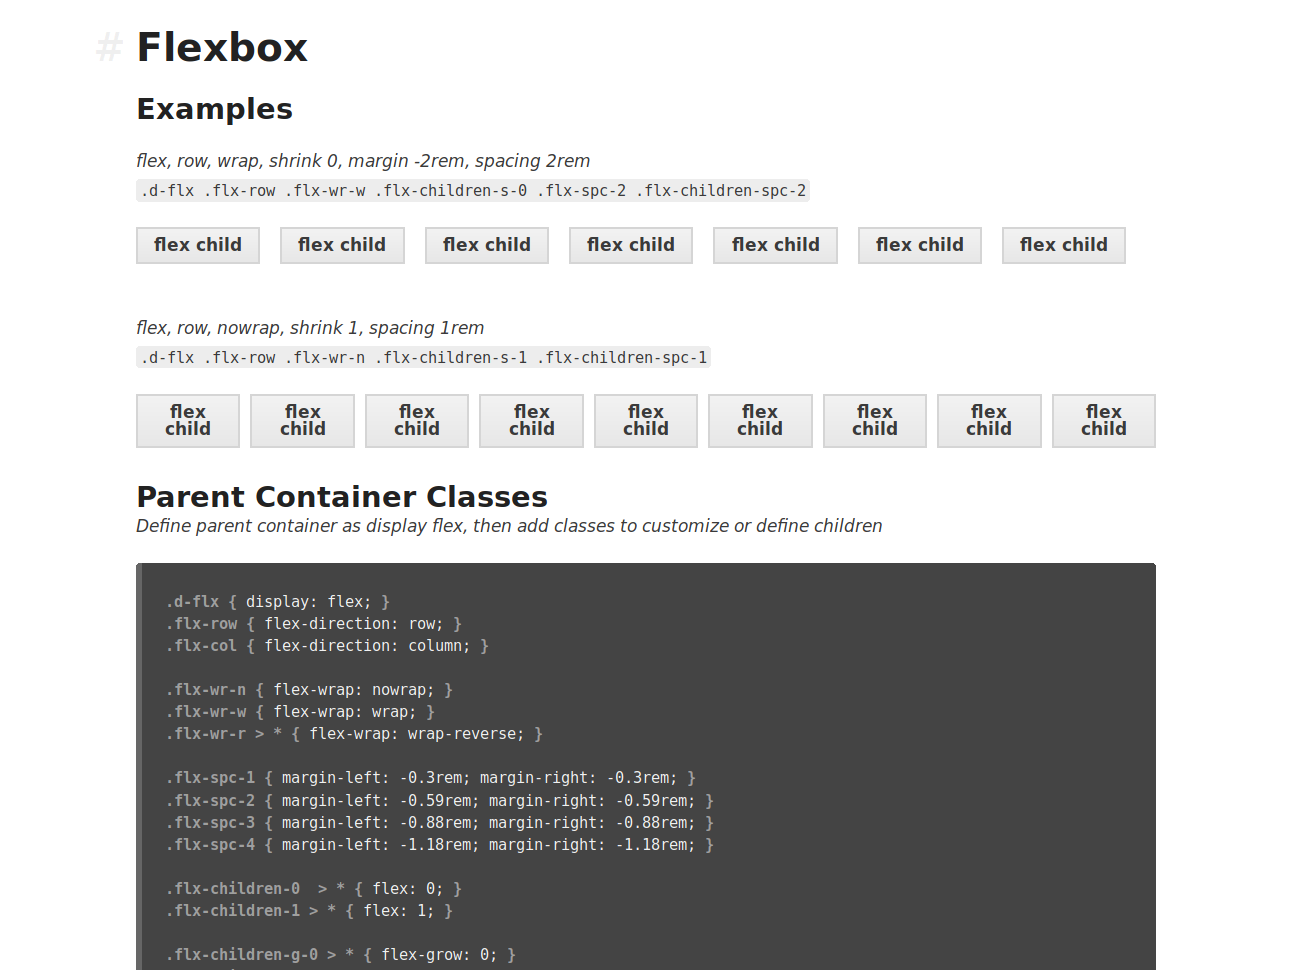 # Flexbox
Examples
flex, row, wrap, shrink 0, margin -2rem, spacing 2rem
.d-flx .flx-row .flx-wr-w .flx-children-s-0 .flx-spc-2 .flx-children-spc-2
flex child flex child flex child flex child flex child flex child flex child
flex, row, nowrap, shrink 1, spacing 1rem
.d-flx .flx-row .flx-wr-n .flx-children-s-1 .flx-children-spc-1
flex child flex child flex child flex child flex child flex child flex child flex child flex child
Parent Container Classes
Define parent container as display flex, then add classes to customize or define children
.d-flx { display: flex; }
.flx-row { flex-direction: row; }
.flx-col { flex-direction: column; }
.flx-wr-n { flex-wrap: nowrap; }
.flx-wr-w { flex-wrap: wrap; }
.flx-wr-r > * { flex-wrap: wrap-reverse; }
.flx-spc-1 { margin-left: -0.3rem; margin-right: -0.3rem; }
.flx-spc-2 { margin-left: -0.59rem; margin-right: -0.59rem; }
.flx-spc-3 { margin-left: -0.88rem; margin-right: -0.88rem; }
.flx-spc-4 { margin-left: -1.18rem; margin-right: -1.18rem; }
.flx-children-0  > * { flex: 0; }
.flx-children-1 > * { flex: 1; }
.flx-children-g-0 > * { flex-grow: 0; }